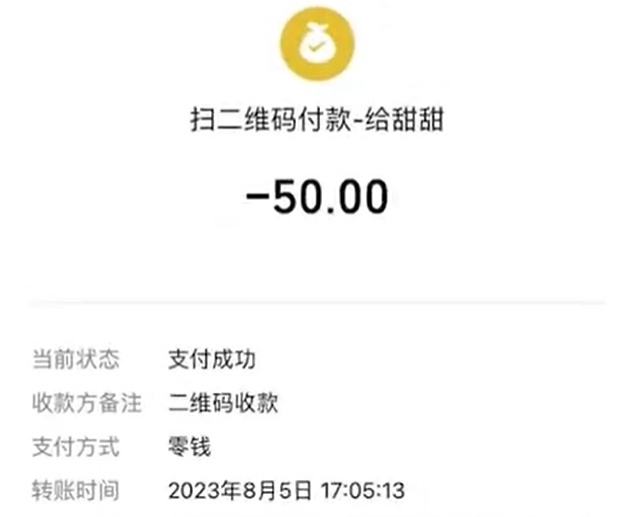 扫二维码付款-给甜甜
-50.00
当前状态 支付成功
收款方备注 二维码收款
支付方式 零钱
转账时间 2023年8月5日 17:05:13